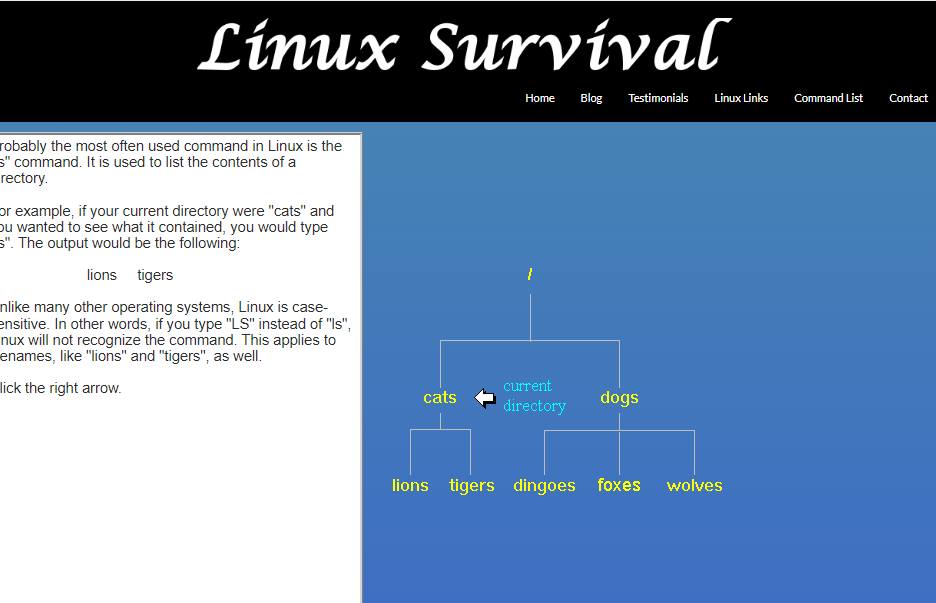 Linux Survival
Home Blog Testimonials Linux Links Command List Contact
robably the most often used command in Linux is the
s" command. It is used to list the contents of a
rectory.
or example, if your current directory were "cats" and
ou wanted to see what it contained, you would type
s". The output would be the following:
lions tigers
nlike many other operating systems, Linux is case-
ensitive. In other words, if you type "LS" instead of "ls",
inux will not recognize the command. This applies to
enames, like "lions" and "tigers", as well.
lick the right arrow.
/
cats
current
directory
dogs
lions tigers dingoes foxes wolves